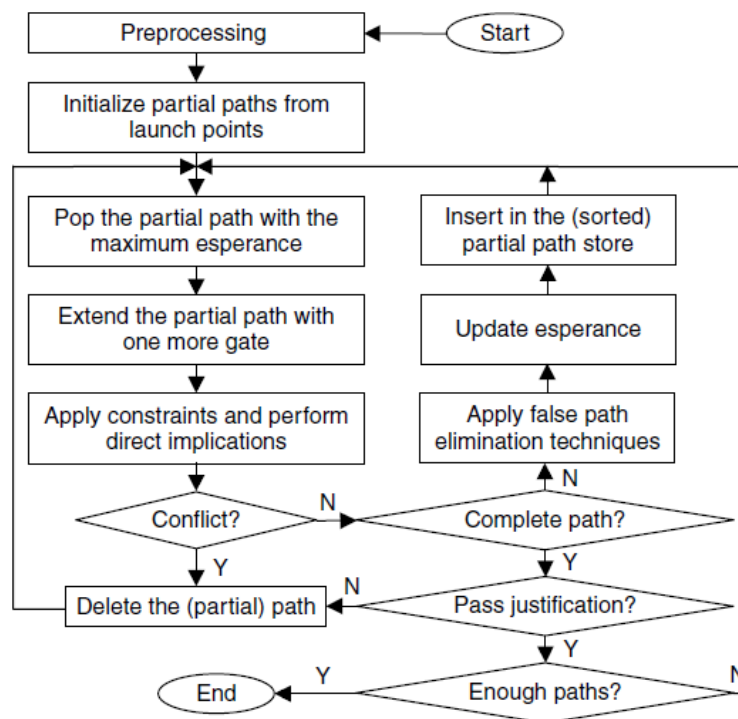 Preprocessing
Start
Initialize partial paths from
launch points
Pop the partial path with the
maximum esperance
Insert in the (sorted)
partial path store
Extend the partial path with
one more gate
Update esperance
Apply constraints and perform
direct implications
Apply false path
elimination techniques
N
Conflict?
N
Complete path?
Y
Y
Delete the (partial) path
N
Pass justification?
Y
End
Y
Enough paths?
N